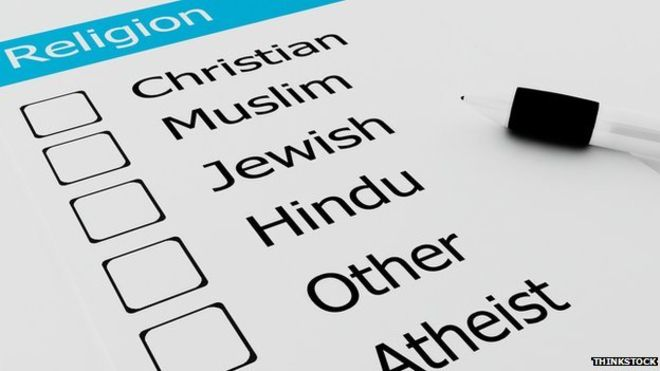 Religion
Christian
Muslim
Jewish
Hindu
Other
Atheist
THINKSTOCK